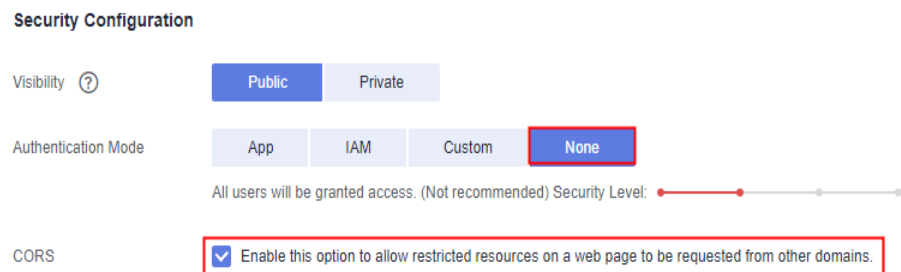 Security Configuration
Visibility ? Public Private
Authentication Mode App IAM Custom None
All users will be granted access. (Not recommended) Security Level:
CORS Enable this option to allow restricted resources on a web page to be requested from other domains.